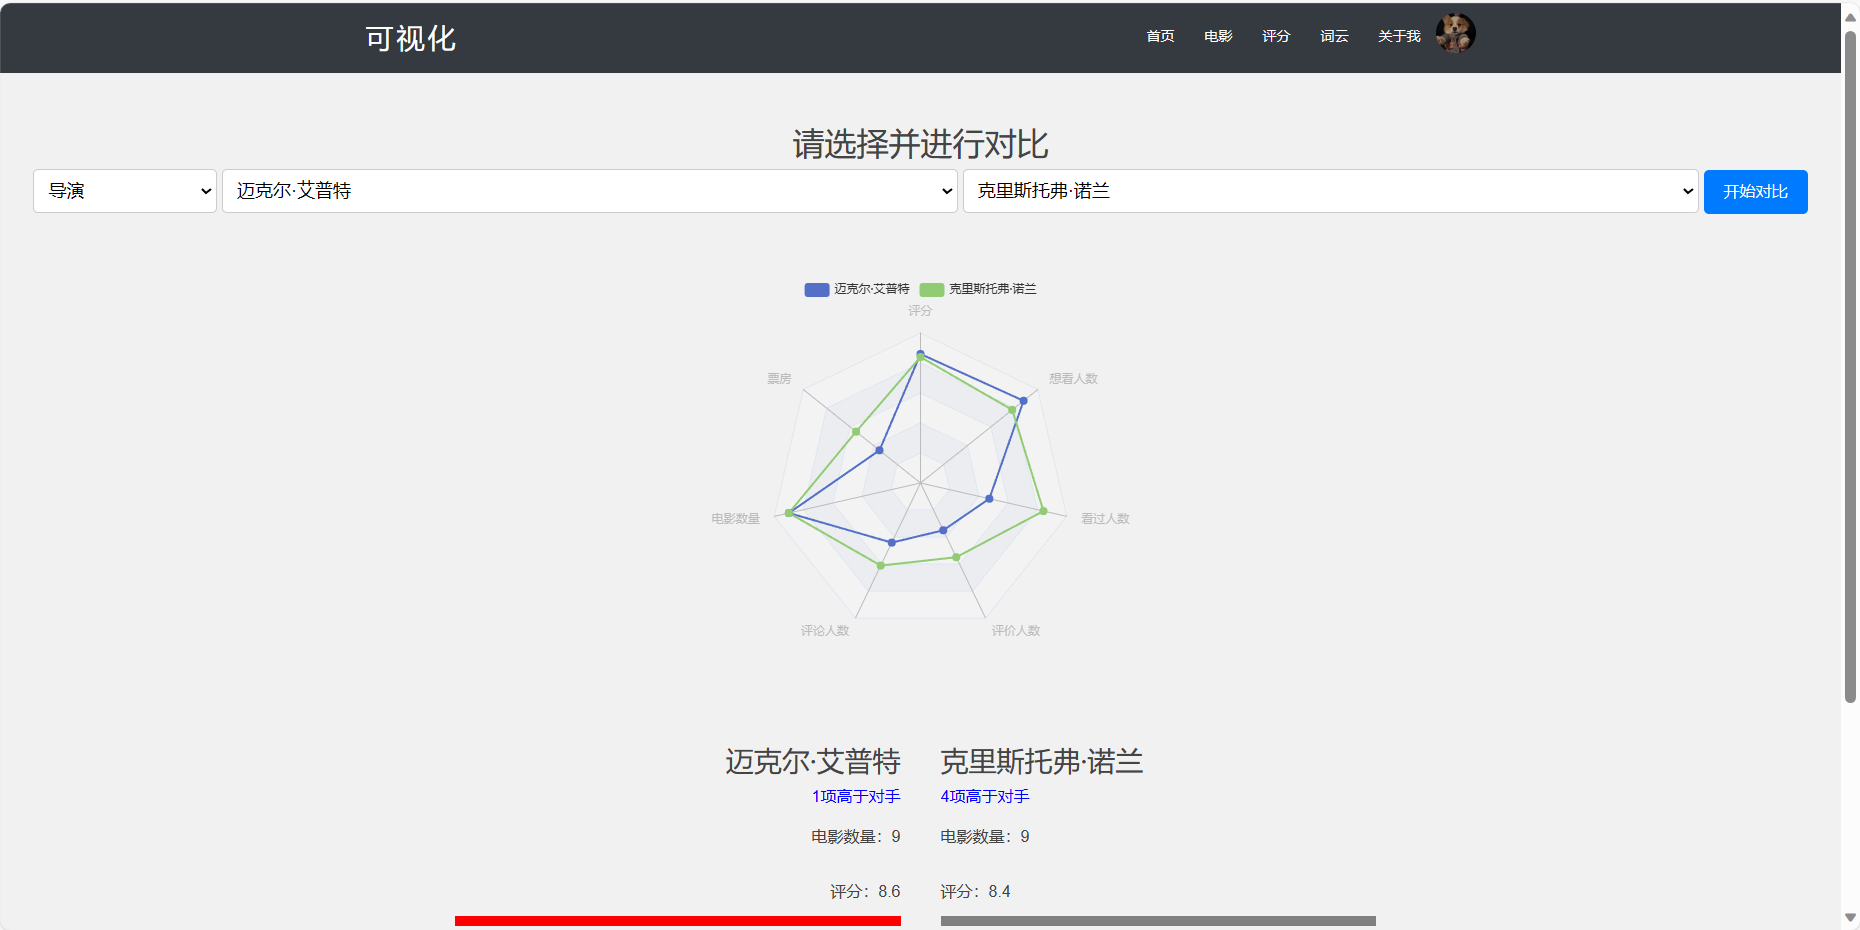 可视化
首页 电影 评分 词云 关于我
请选择并进行对比
导演 迈克尔·艾普特 克里斯托弗·诺兰 开始对比
迈克尔·艾普特 克里斯托弗·诺兰
评分
票房 想看人数
电影数量 看过人数
评论人数 评价人数
迈克尔·艾普特 克里斯托弗·诺兰
1项高于对手 4项高于对手
电影数量：9 电影数量：9
评分：8.6 评分：8.4